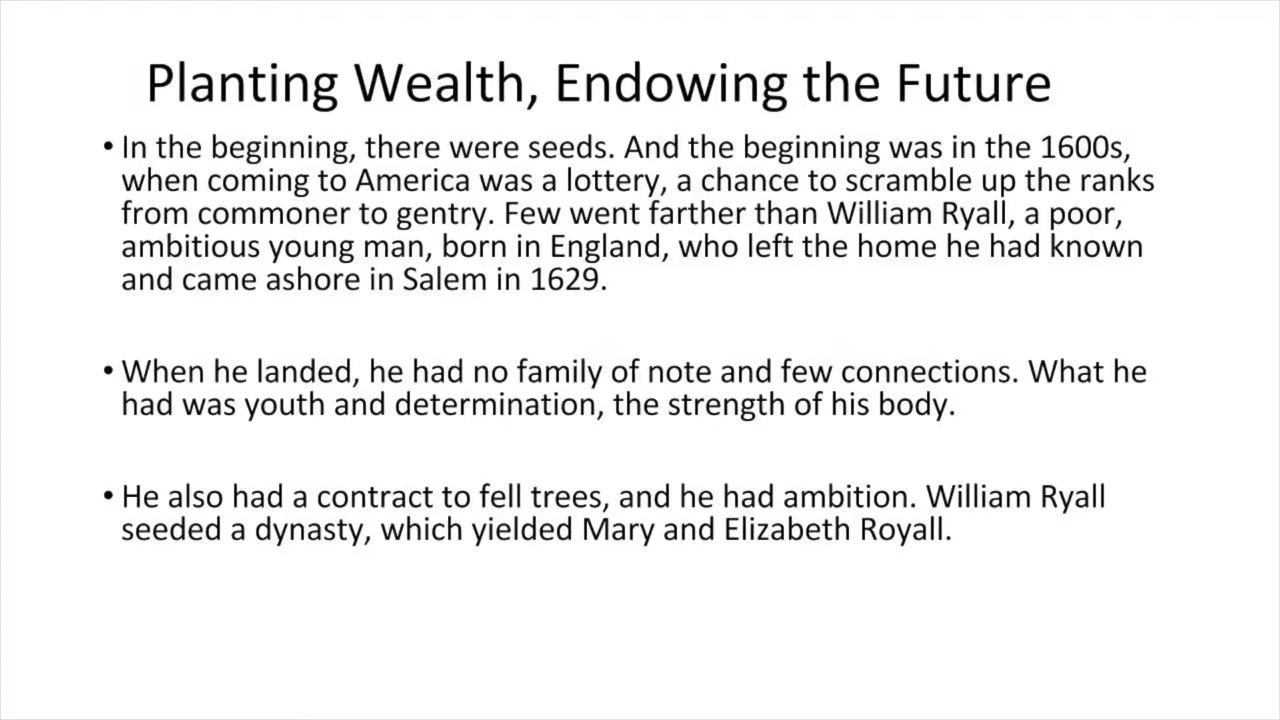 Planting Wealth, Endowing the Future
• In the beginning, there were seeds. And the beginning was in the 1600s,
when coming to America was a lottery, a chance to scramble up the ranks
from commoner to gentry. Few went farther than William Ryall, a poor,
ambitious young man, born in England, who left the home he had known
and came ashore in Salem in 1629.
• When he landed, he had no family of note and few connections. What he
had was youth and determination, the strength of his body.
• He also had a contract to fell trees, and he had ambition. William Ryall
seeded a dynasty, which yielded Mary and Elizabeth Royall.